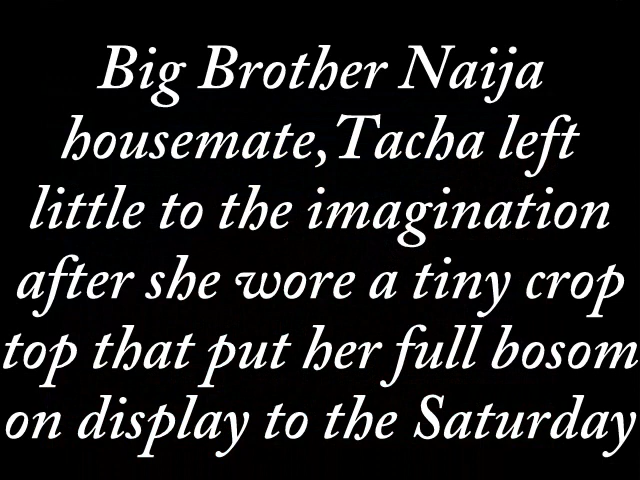 Big Brother Naija
housemate,Tacha left
little to the imagination
after she wore a tiny crop
top that put her full bosom
on display to the Saturday